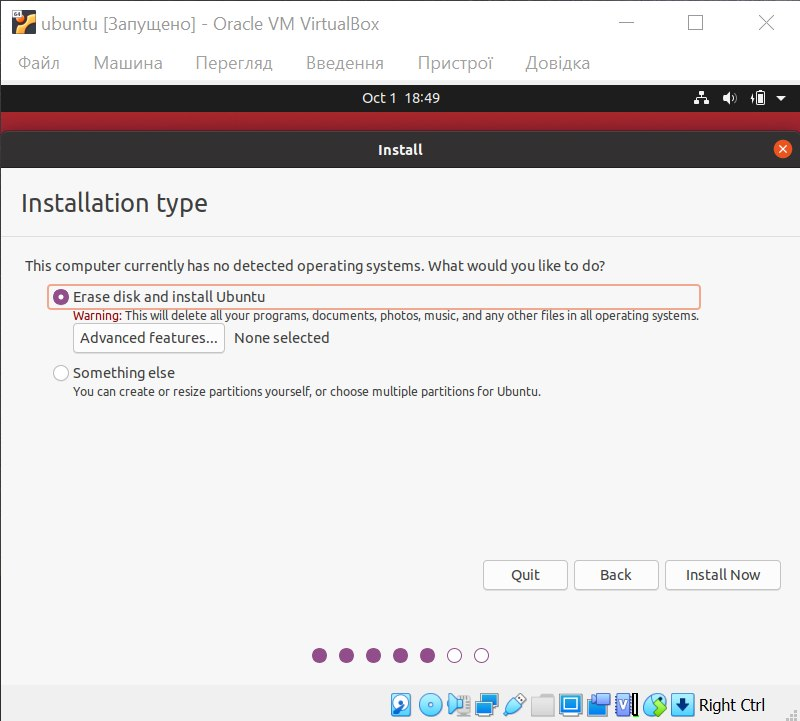 ubuntu [Запущено] - Oracle VM VirtualBox
Файл Машина Перегляд Введення Пристрої Довідка
Oct 1 18:49
Install
Installation type
This computer currently has no detected operating systems. What would you like to do?
Erase disk and install Ubuntu
Warning: This will delete all your programs, documents, photos, music, and any other files in all operating systems.
Advanced features... None selected
Something else
You can create or resize partitions yourself, or choose multiple partitions for Ubuntu.
Quit Back Install Now
Right Ctrl